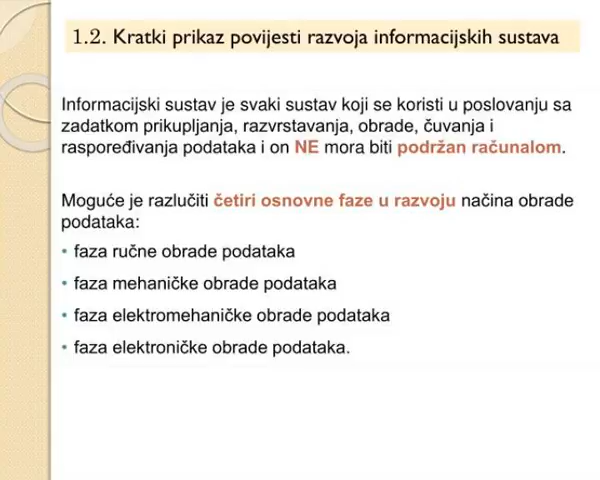 1.2. Kratki prikaz povijesti razvoja informacijskih sustava
Informacijski sustav je svaki sustav koji se koristi u poslovanju sa
zadatkom prikupljanja, razvrstavanja, obrade, čuvanja i
raspoređivanja podataka i on NE mora biti podržan računalom.
Moguće je razlučiti četiri osnovne faze u razvoju načina obrade
podataka:
• faza ručne obrade podataka
• faza mehaničke obrade podataka
• faza elektromehaničke obrade podataka
• faza elektroničke obrade podataka.